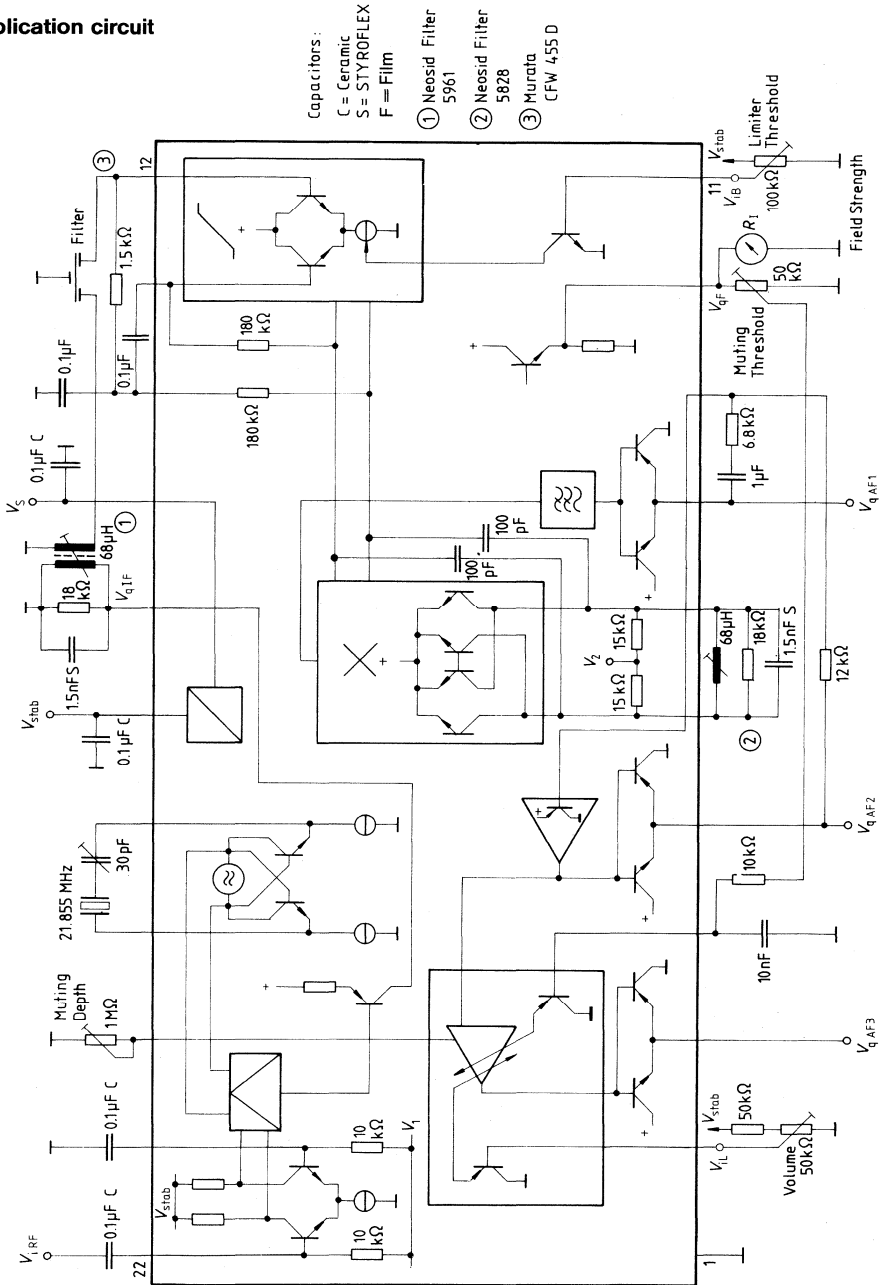 plication circuit
Capacitors:
C = Ceramic
S = STYROFLEX
F = Film
① Neosid Filter
5961
② Neosid Filter
5828
③ Murata
CFW 455 D
V_iRF
0.1µF C
0.1µF C
Muting
Depth
1MΩ
21.855 MHz
30pF
V_stab
0.1µF C
1.5nF S
18
kΩ
68µH
①
V_qIF
V_S
0.1µF C
0.1µF
Filter
1.5kΩ
③
0.1µF
22
12
V_stab
10
kΩ
10
kΩ
V_1
+
180
kΩ
180kΩ
+
+
100
pF
100
pF
15kΩ
15kΩ
V_2
+
+
+
+
+
1
11
V_iL
V_stab
50kΩ
Volume
50kΩ
V_qAF3
10nF
10kΩ
V_qAF2
12kΩ
②
68µH
18kΩ
1.5nF S
1µF
6.8kΩ
V_qAF1
Muting
Threshold
V_qF
50
kΩ
R_I
Field Strength
V_iB
V_stab
100kΩ
Limiter
Threshold